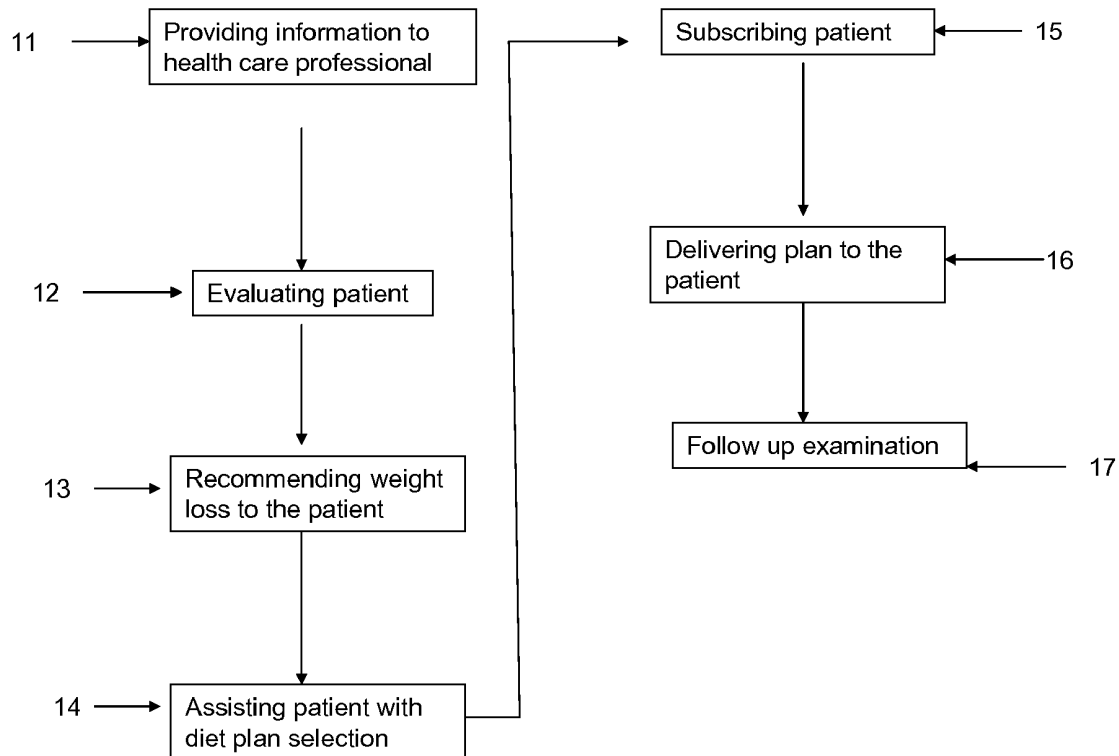 11
Providing information to
health care professional
12
Evaluating patient
13
Recommending weight
loss to the patient
14
Assisting patient with
diet plan selection
Subscribing patient
15
Delivering plan to the
patient
16
Follow up examination
17